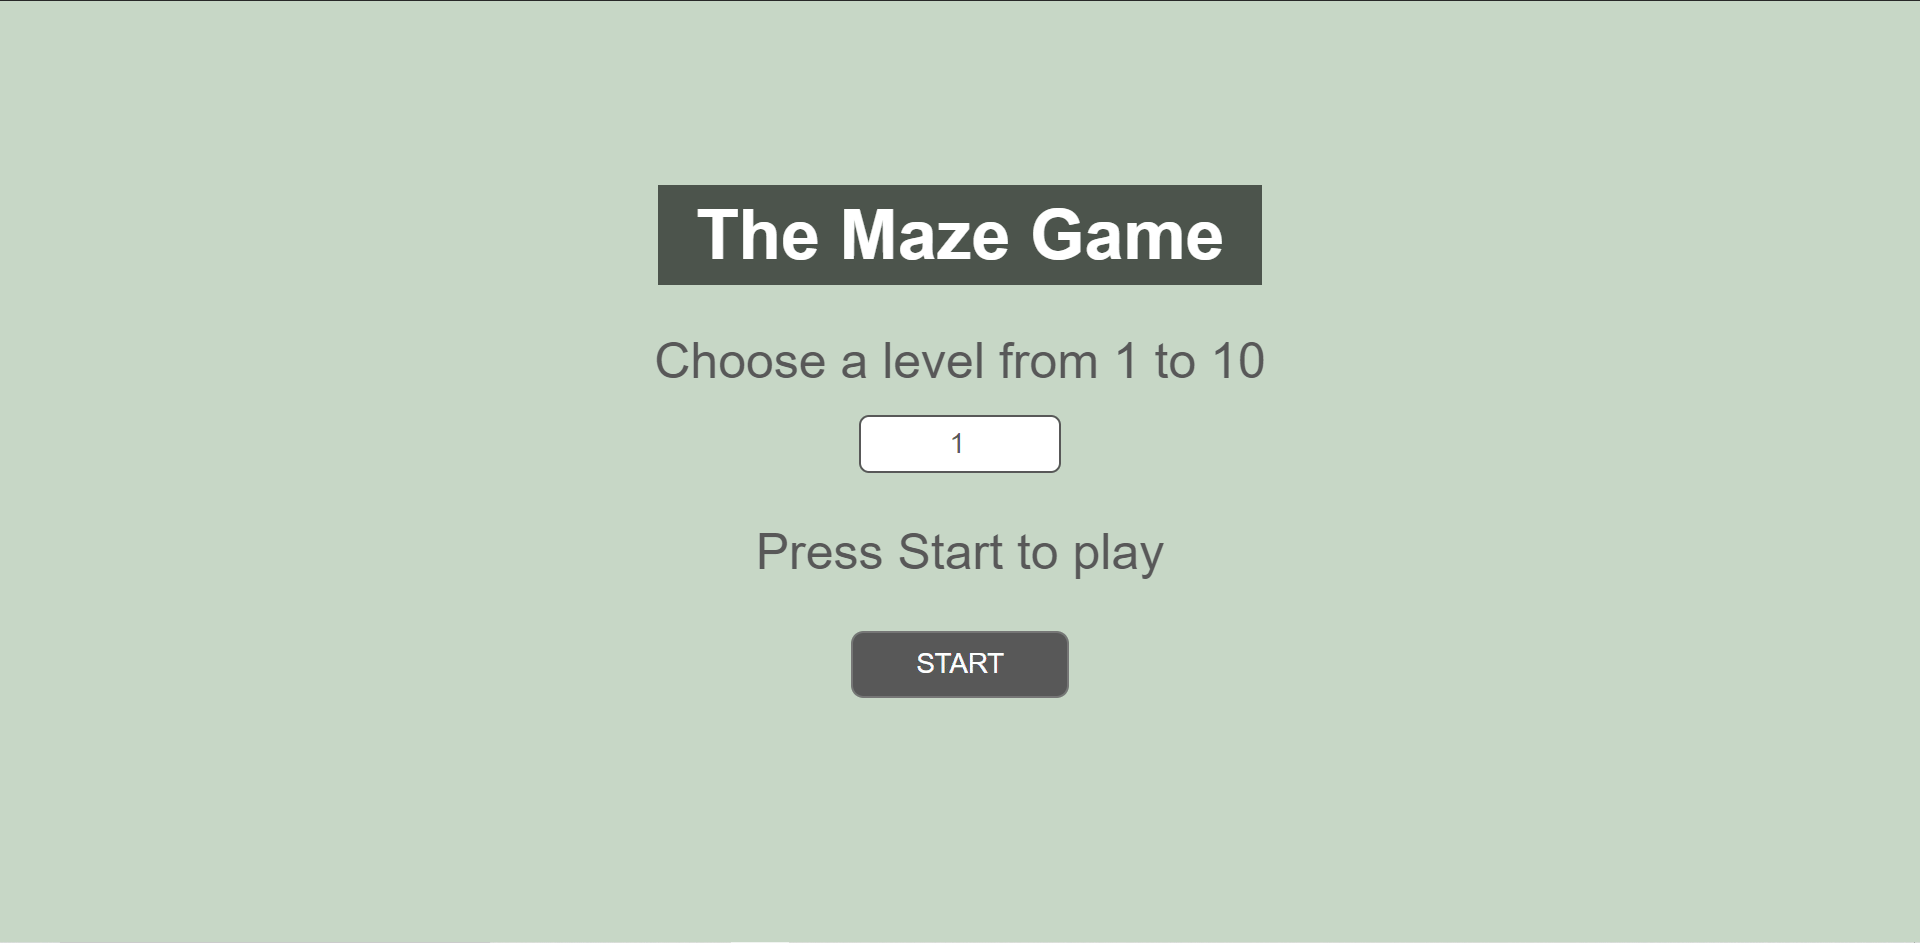 The Maze Game
Choose a level from 1 to 10
1
Press Start to play
START